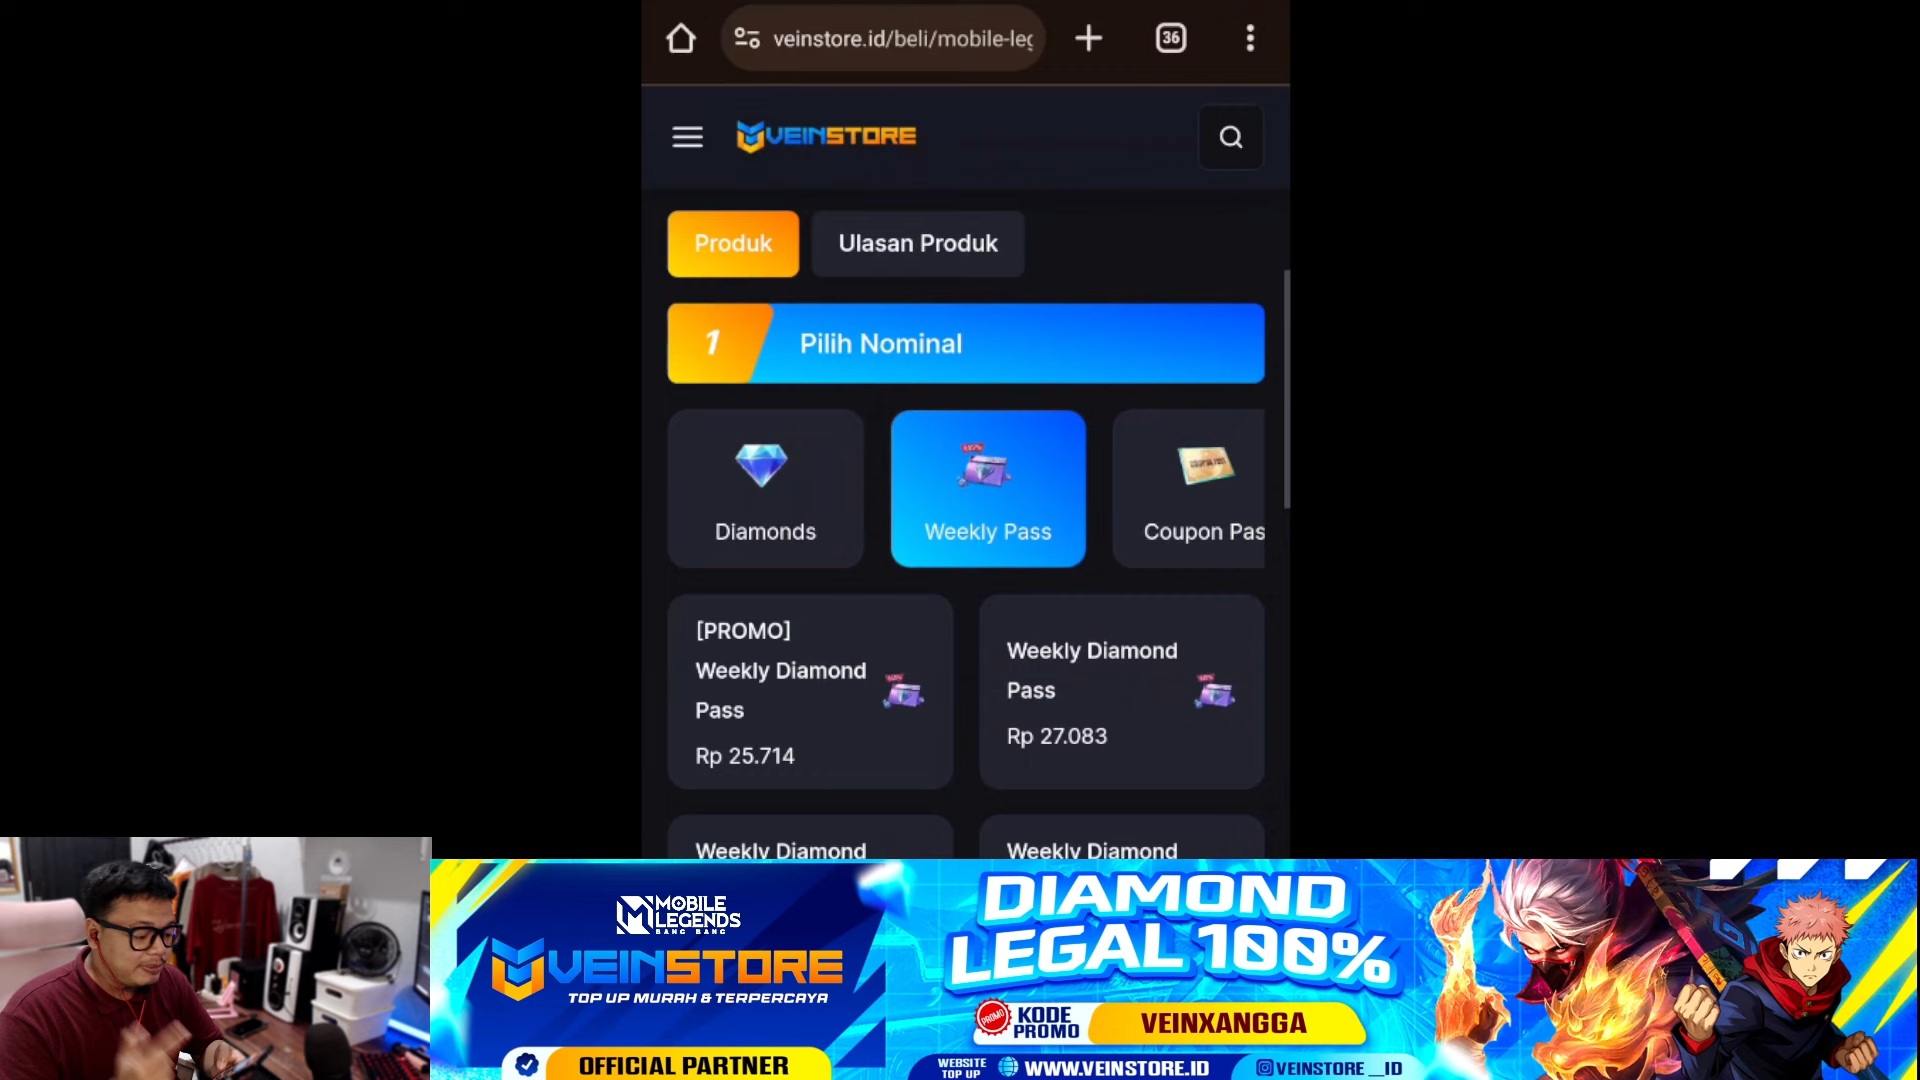 veinstore.id/beli/mobile-leg
36
VEINSTORE
Produk
Ulasan Produk
1
Pilih Nominal
Diamonds
Weekly Pass
Coupon Pas
[PROMO]
Weekly Diamond
Pass
Rp 25.714
Weekly Diamond
Pass
Rp 27.083
Weekly Diamond
Weekly Diamond
MOBILE
LEGENDS
BANG BANG
VEINSTORE
TOP UP MURAH & TERPERCAYA
OFFICIAL PARTNER
DIAMOND
LEGAL 100%
PROMO
KODE
PROMO
VEINXANGGA
WEBSITE
TOP UP
WWW.VEINSTORE.ID
VEINSTORE__ID